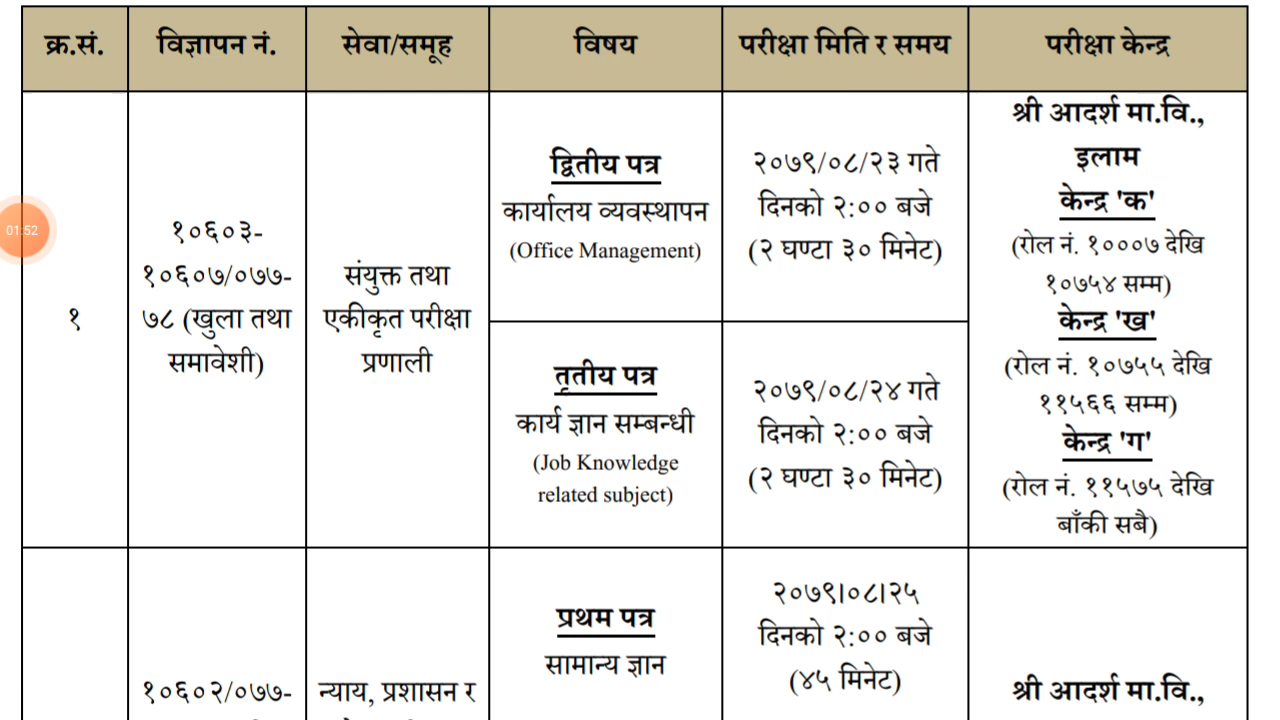 क्र.सं.
विज्ञापन नं.
सेवा/समूह
विषय
परीक्षा मिति र समय
परीक्षा केन्द्र
१
१०६०३-
१०६०७/०७७-
७८ (खुला तथा
समावेशी)
संयुक्त तथा
एकीकृत परीक्षा
प्रणाली
द्वितीय पत्र
कार्यालय व्यवस्थापन
(Office Management)
२०७९/०८/२३ गते
दिनको २:०० बजे
(२ घण्टा ३० मिनेट)
तृतीय पत्र
कार्य ज्ञान सम्बन्धी
(Job Knowledge
related subject)
२०७९/०८/२४ गते
दिनको २:०० बजे
(२ घण्टा ३० मिनेट)
श्री आदर्श मा.वि.,
इलाम
केन्द्र 'क'
(रोल नं. १०००७ देखि
१०७५४ सम्म)
केन्द्र 'ख'
(रोल नं. १०७५५ देखि
११५६६ सम्म)
केन्द्र 'ग'
(रोल नं. ११५७५ देखि
बाँकी सबै)
१०६०२/०७७-
न्याय, प्रशासन र
प्रथम पत्र
सामान्य ज्ञान
२०७९।०८।२५
दिनको २:०० बजे
(४५ मिनेट)
श्री आदर्श मा.वि.,
01:52